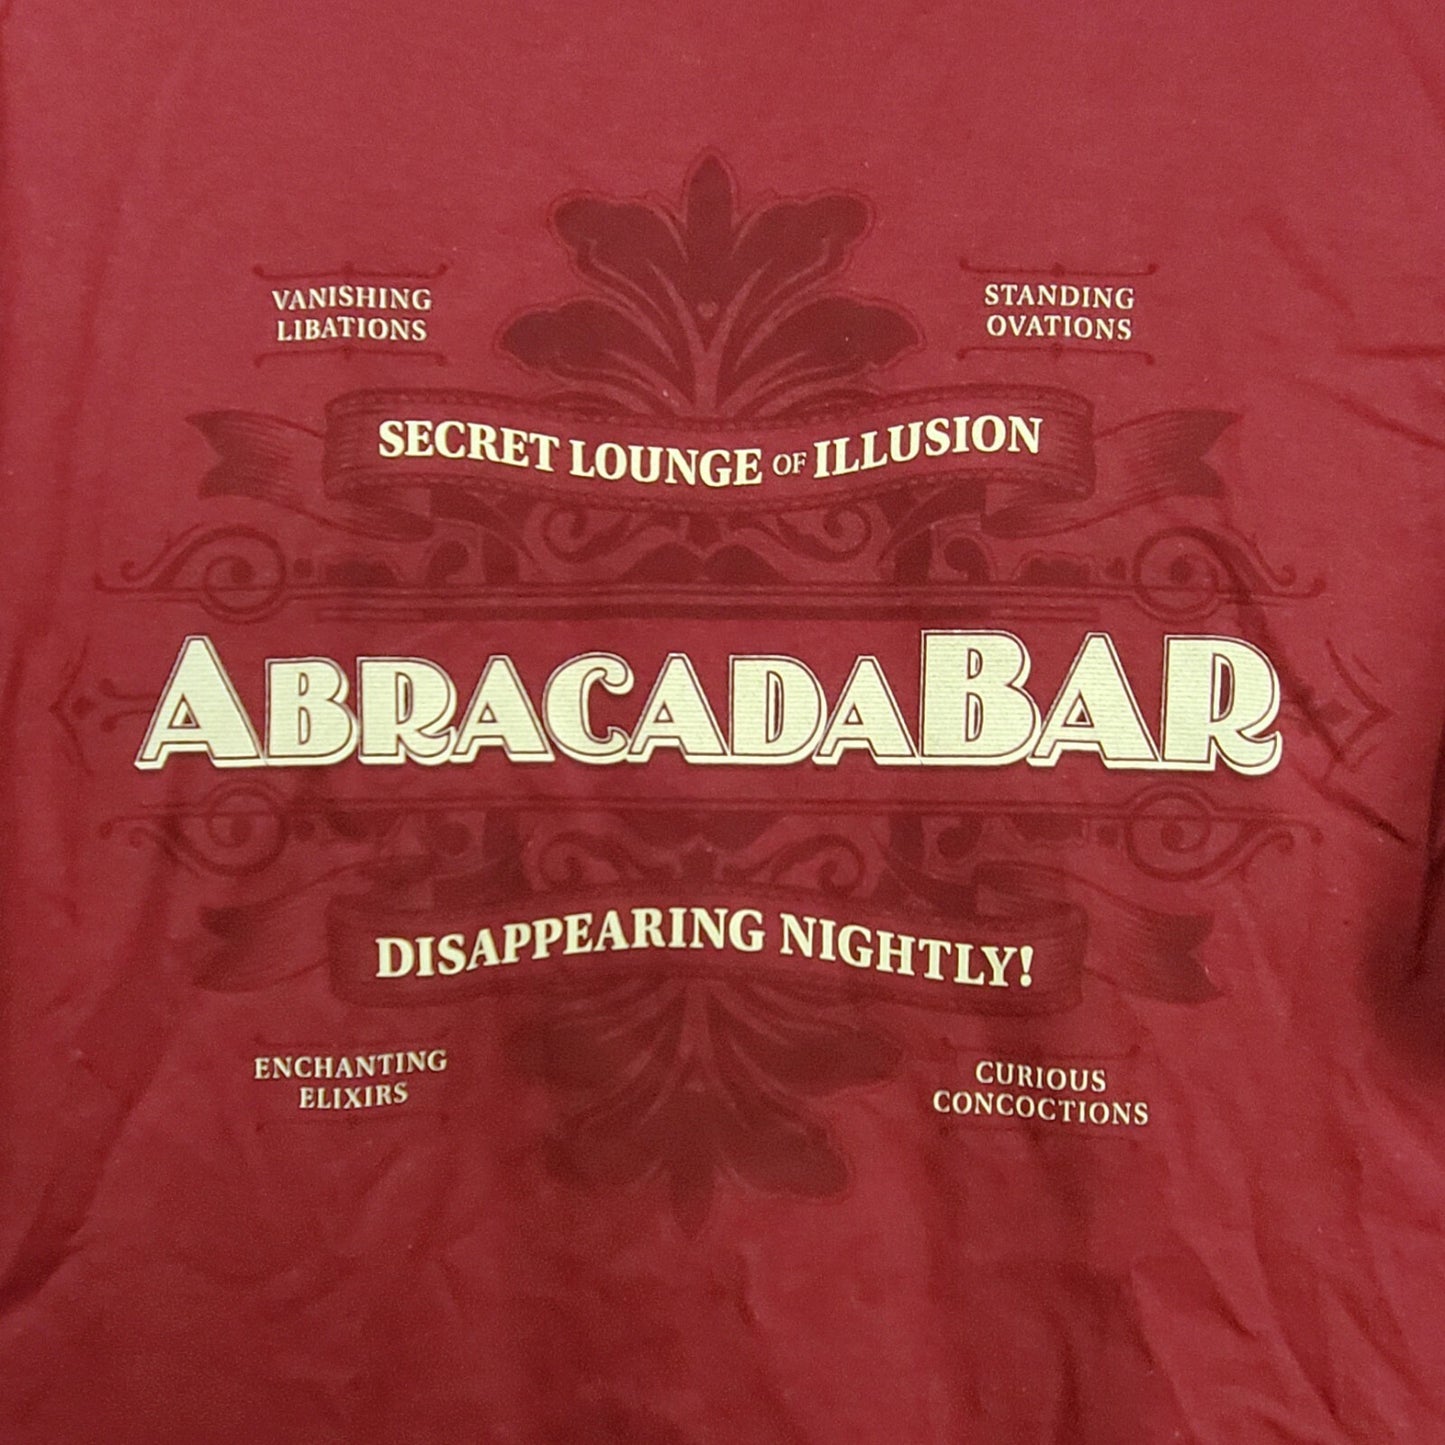 VANISHING
LIBATIONS
STANDING
OVATIONS
SECRET LOUNGE OF ILLUSION
ABRACADABAR
DISAPPEARING NIGHTLY!
ENCHANTING
ELIXIRS
CURIOUS
CONCOCTIONS